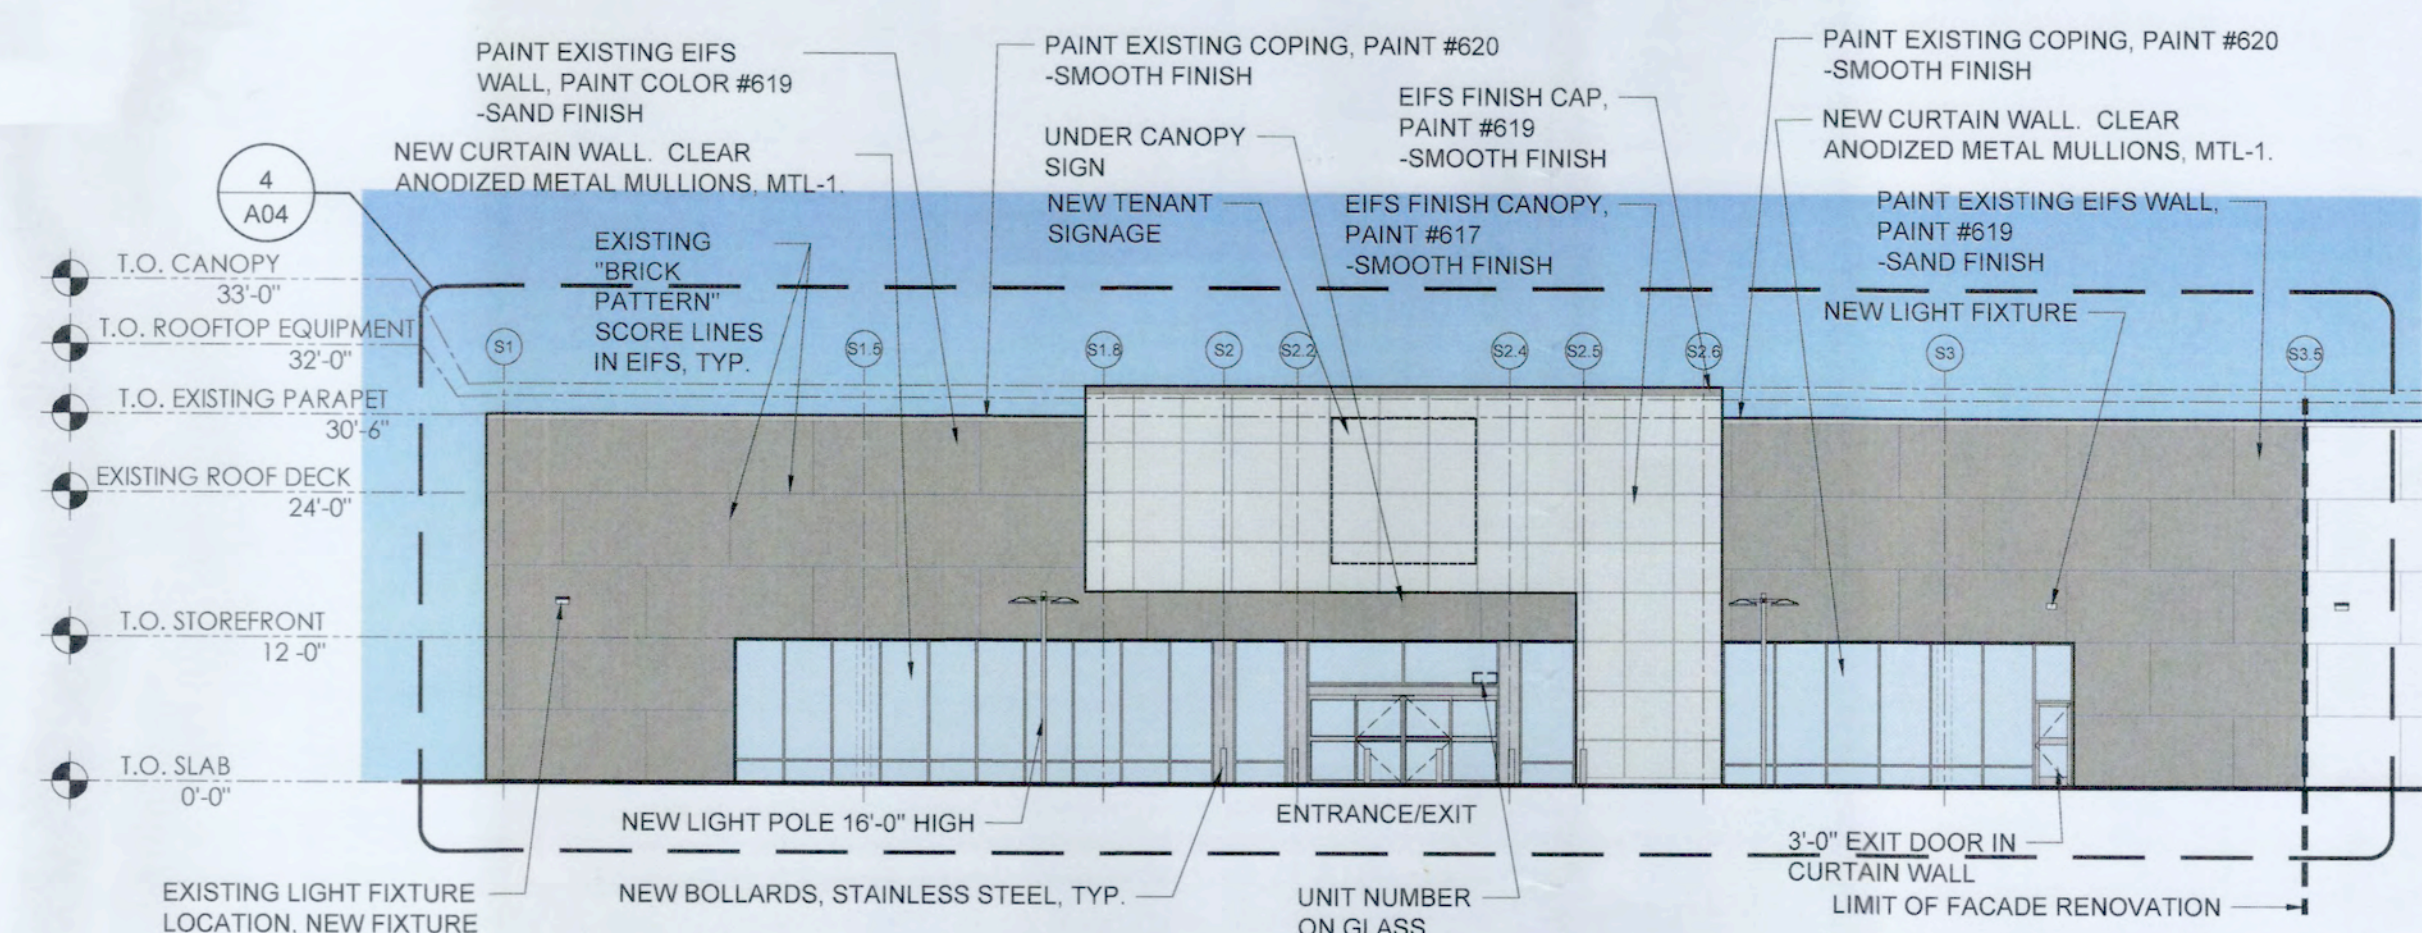 PAINT EXISTING EIFS
WALL, PAINT COLOR #619
-SAND FINISH
NEW CURTAIN WALL. CLEAR
ANODIZED METAL MULLIONS, MTL-1.
EXISTING
"BRICK
PATTERN"
SCORE LINES
IN EIFS, TYP.
PAINT EXISTING COPING, PAINT #620
-SMOOTH FINISH
UNDER CANOPY
SIGN
NEW TENANT
SIGNAGE
EIFS FINISH CAP,
PAINT #619
-SMOOTH FINISH
EIFS FINISH CANOPY,
PAINT #617
-SMOOTH FINISH
PAINT EXISTING COPING, PAINT #620
-SMOOTH FINISH
NEW CURTAIN WALL. CLEAR
ANODIZED METAL MULLIONS, MTL-1.
PAINT EXISTING EIFS WALL,
PAINT #619
-SAND FINISH
NEW LIGHT FIXTURE
4
A04
T.O. CANOPY
33'-0"
T.O. ROOFTOP EQUIPMENT
32'-0"
T.O. EXISTING PARAPET
30'-6"
EXISTING ROOF DECK
24'-0"
T.O. STOREFRONT
12 -0"
T.O. SLAB
0'-0"
S1
S1.5
S1.8
S2
S2.2
S2.4
S2.5
S2.6
S3
S3.5
NEW LIGHT POLE 16'-0" HIGH
ENTRANCE/EXIT
3'-0" EXIT DOOR IN
CURTAIN WALL
EXISTING LIGHT FIXTURE
LOCATION, NEW FIXTURE
NEW BOLLARDS, STAINLESS STEEL, TYP.
UNIT NUMBER
ON GLASS
LIMIT OF FACADE RENOVATION